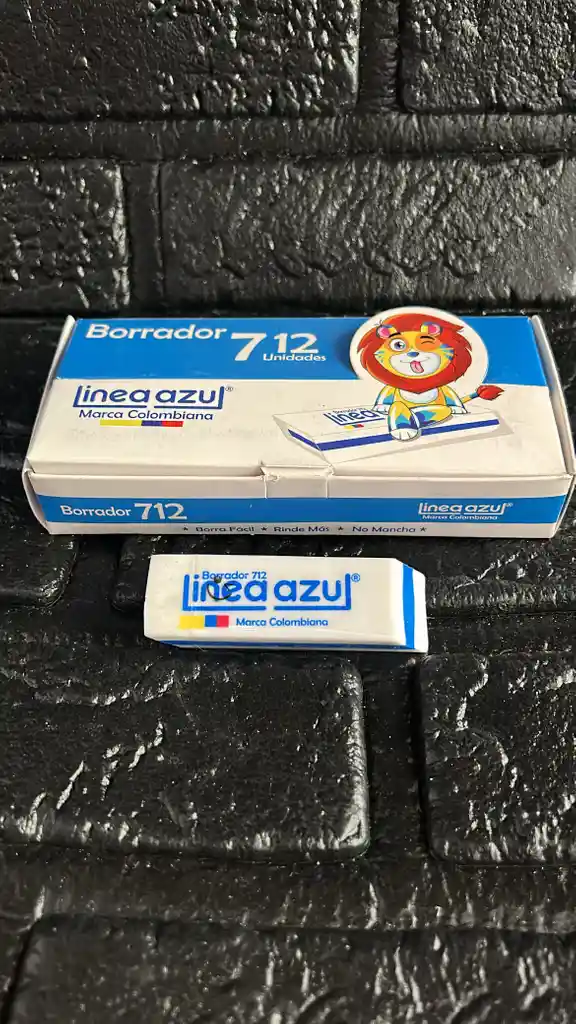 Borrador 7 12
Unidades
Linea azul®
Marca Colombiana
linea
Borrador 712
Linea azul®
Marca Colombiana
★ Borra Fácil ★ Rinde Más ★ No Mancha ★
Borrador 712
Linea azul®
Marca Colombiana